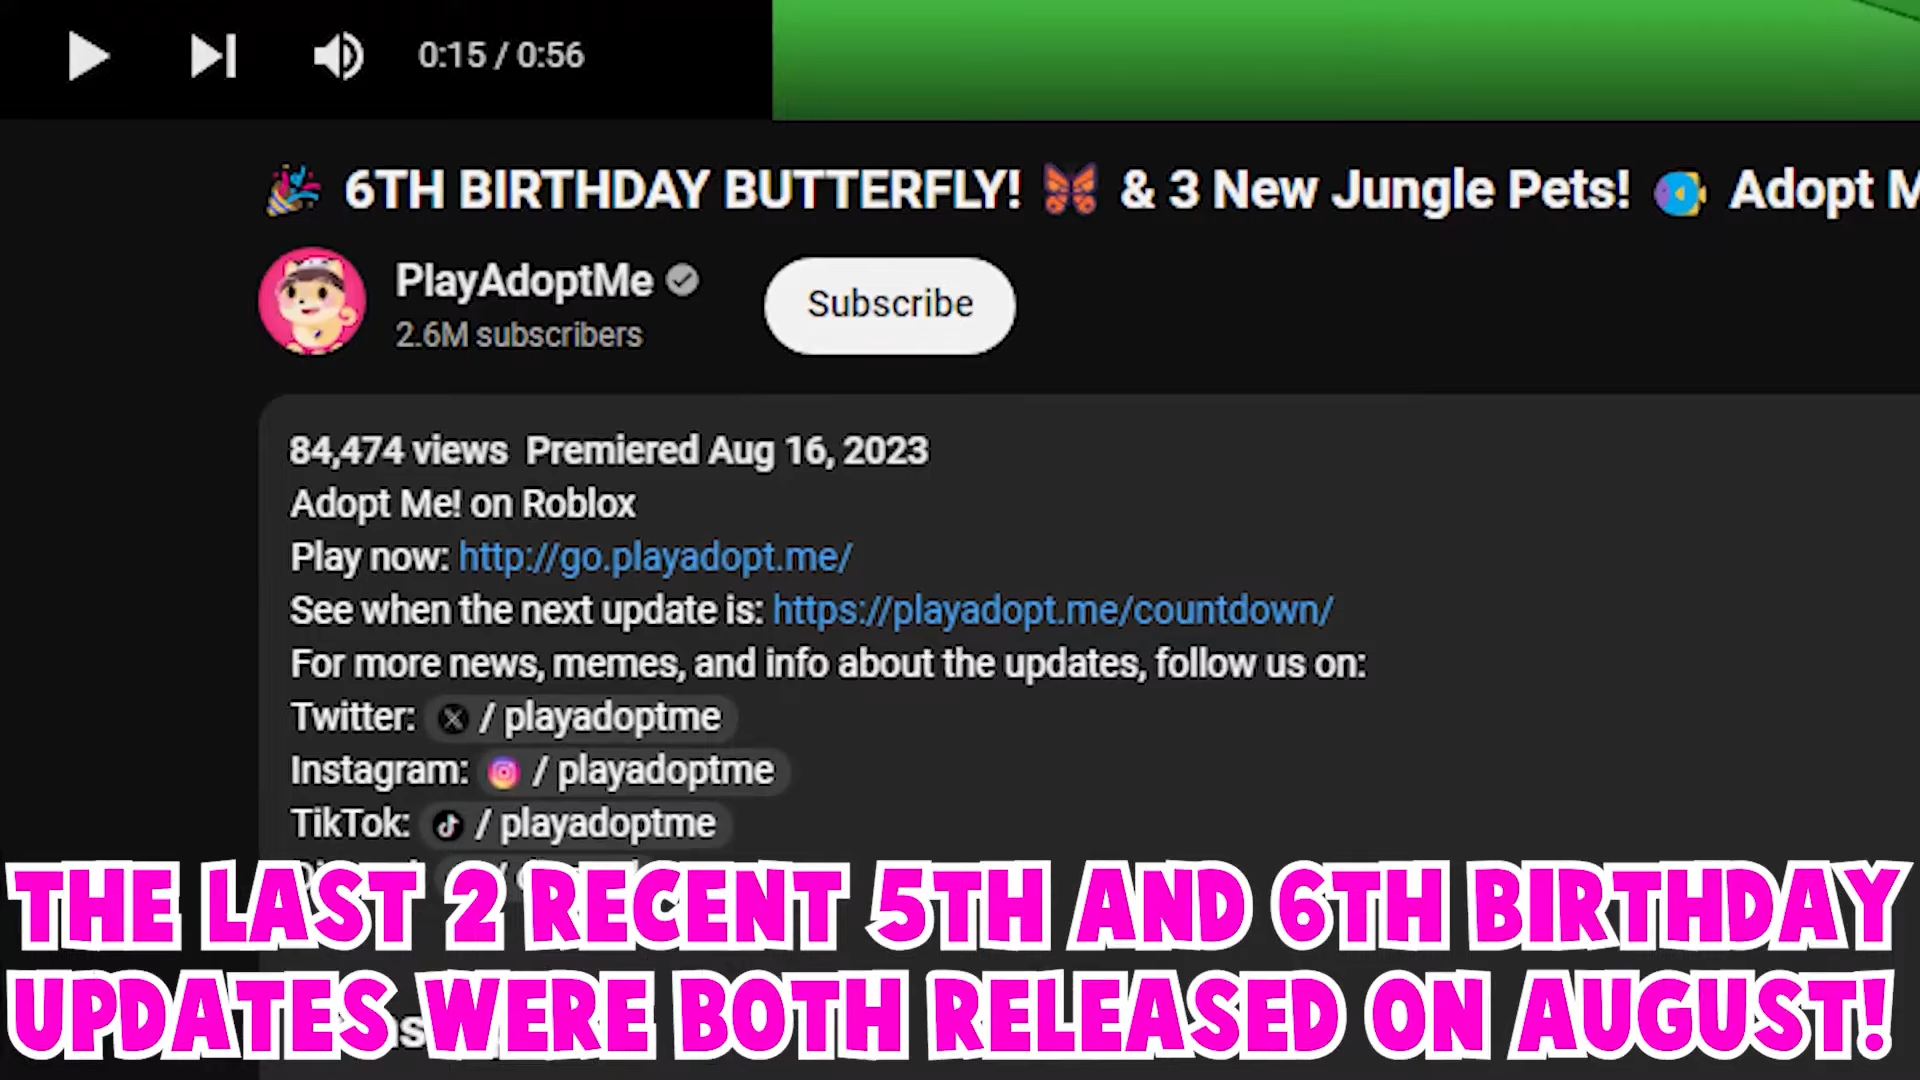 0:15 / 0:56
6TH BIRTHDAY BUTTERFLY! & 3 New Jungle Pets! Adopt M
PlayAdoptMe
Subscribe
2.6M subscribers
84,474 views Premiered Aug 16, 2023
Adopt Me! on Roblox
Play now: http://go.playadopt.me/
See when the next update is: https://playadopt.me/countdown/
For more news, memes, and info about the updates, follow us on:
Twitter: / playadoptme
Instagram: / playadoptme
TikTok: / playadoptme
THE LAST 2 RECENT 5TH AND 6TH BIRTHDAY
UPDATES WERE BOTH RELEASED ON AUGUST!